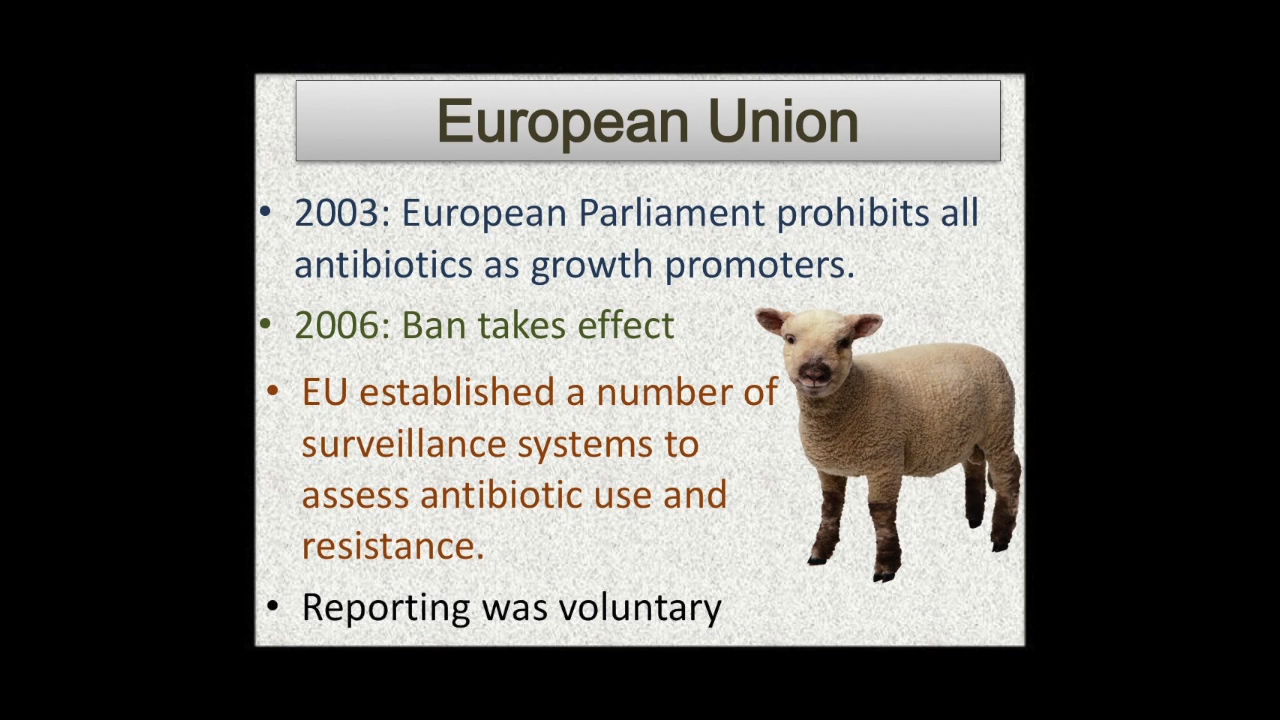 European Union
• 2003: European Parliament prohibits all
antibiotics as growth promoters.
• 2006: Ban takes effect
• EU established a number of
surveillance systems to
assess antibiotic use and
resistance.
• Reporting was voluntary